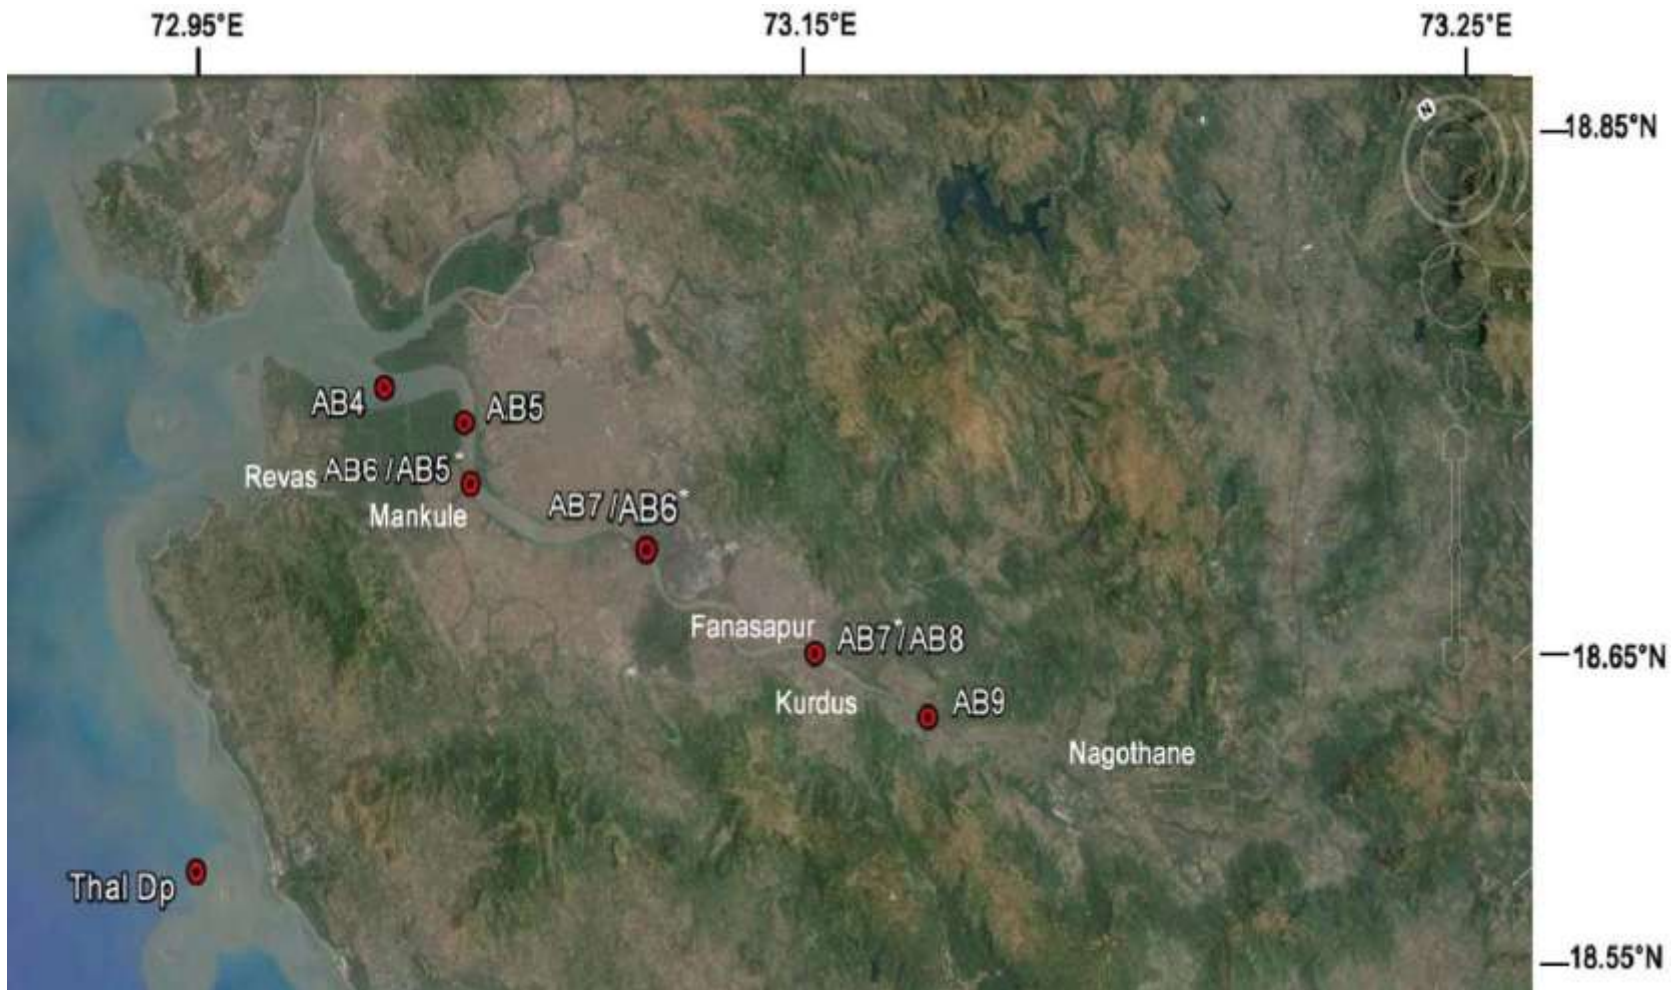 72.95°E 73.15°E 73.25°E
18.85°N
N
AB4
AB5
Revas AB6 / AB5*
Mankule
AB7 / AB6*
Fanasapur
AB7*/ AB8
18.65°N
Kurdus
AB9
Nagothane
Thal Dp
18.55°N